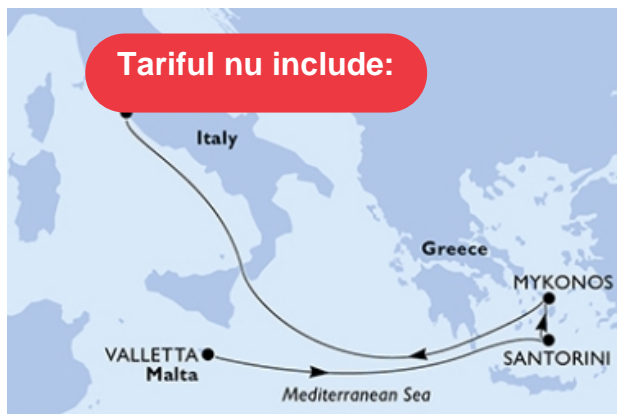 Tariful nu include:
Italy
Greece
MYKONOS
VALLETTA
SANTORINI
Malta
Mediterranean Sea